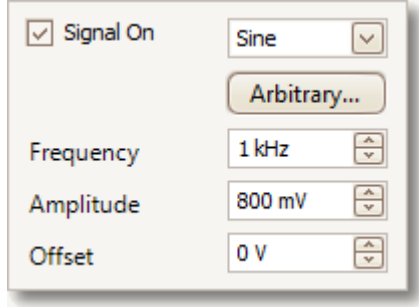 Signal On Sine
Arbitrary...
Frequency 1 kHz
Amplitude 800 mV
Offset 0 V